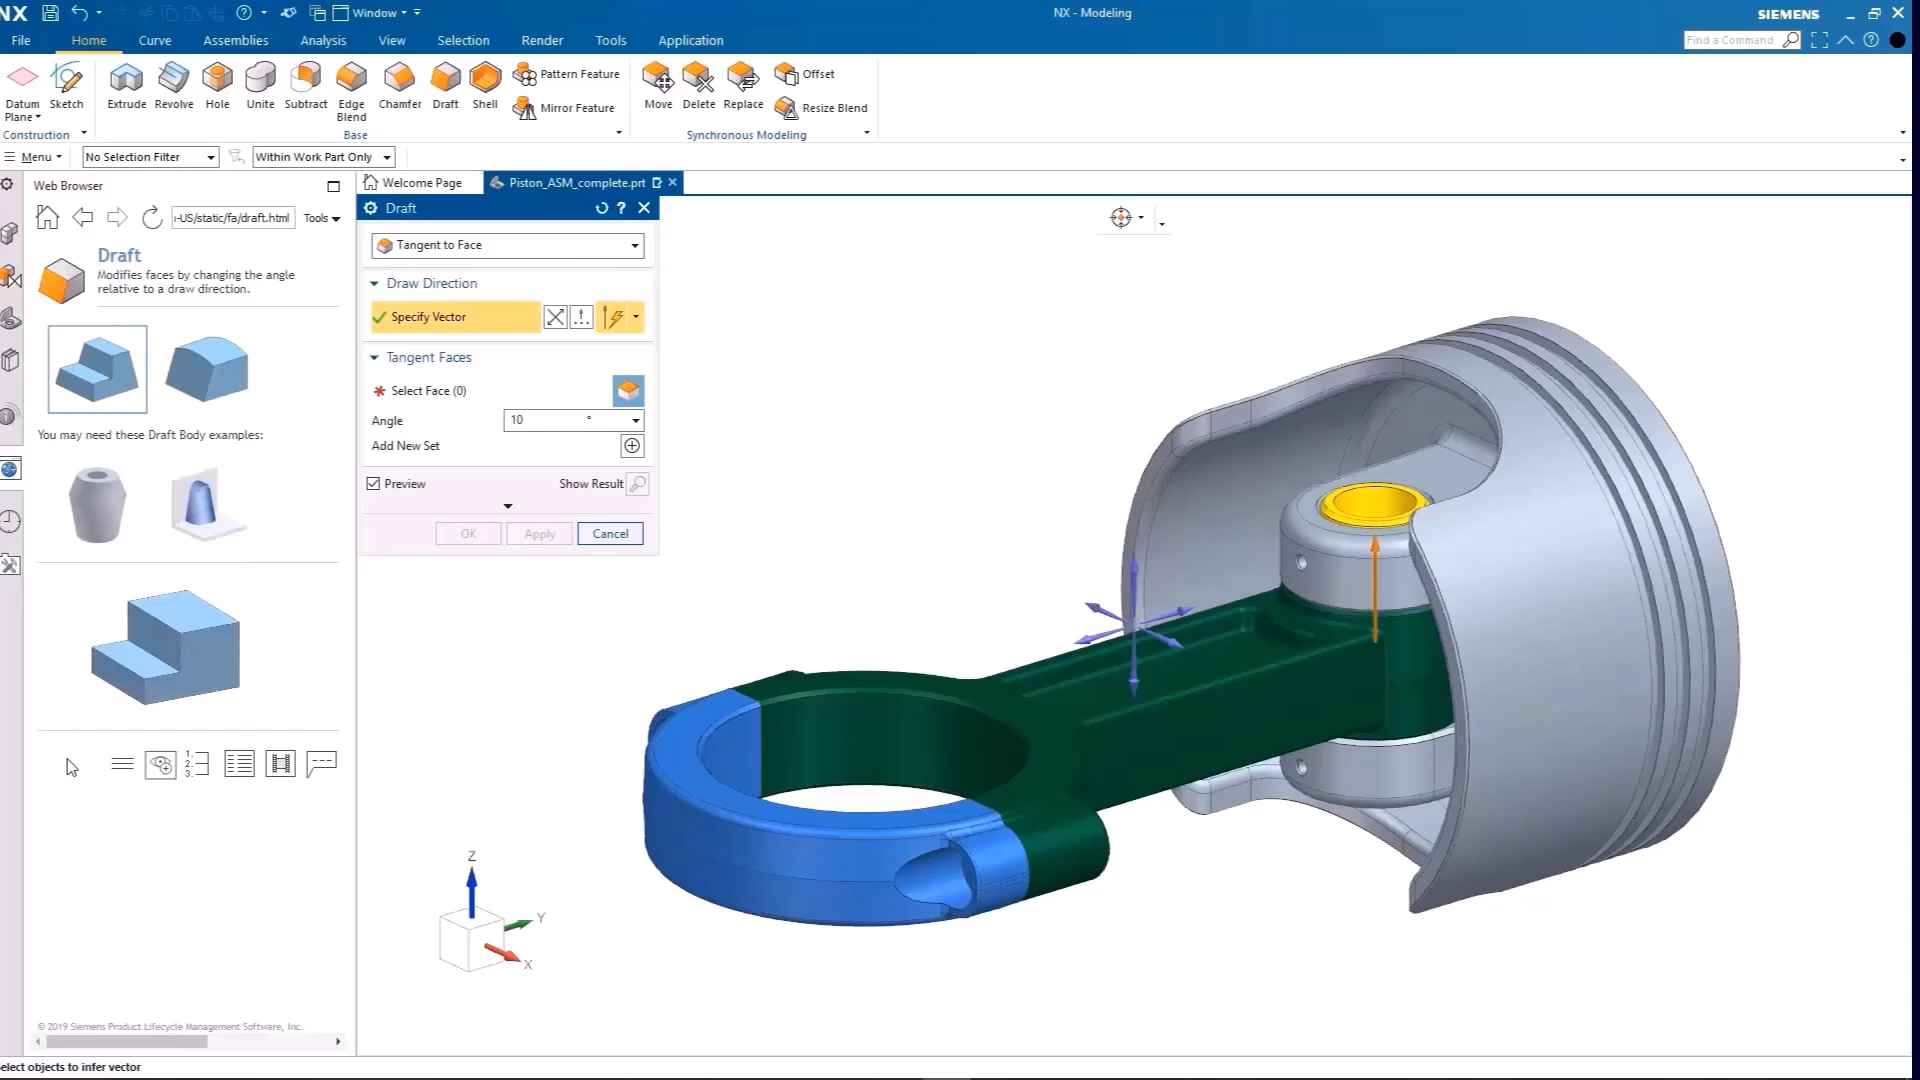 NX
Window
NX - Modeling
SIEMENS
File
Home
Curve
Assemblies
Analysis
View
Selection
Render
Tools
Application
Find a Command
Datum
Plane
Sketch
Extrude
Revolve
Hole
Unite
Subtract
Edge
Blend
Chamfer
Draft
Shell
Pattern Feature
Mirror Feature
Move
Delete
Replace
Offset
Resize Blend
Construction
Base
Synchronous Modeling
Menu
No Selection Filter
Within Work Part Only
Web Browser
Welcome Page
Piston_ASM_complete.prt
-US/static/fa/draft.html
Tools
Draft
Modifies faces by changing the angle
relative to a draw direction.
You may need these Draft Body examples:
1.
2.
3.
© 2019 Siemens Product Lifecycle Management Software, Inc.
Draft
?
Tangent to Face
Draw Direction
Specify Vector
Tangent Faces
* Select Face (0)
Angle
10
°
Add New Set
Preview
Show Result
OK
Apply
Cancel
Z
Y
X
elect objects to infer vector